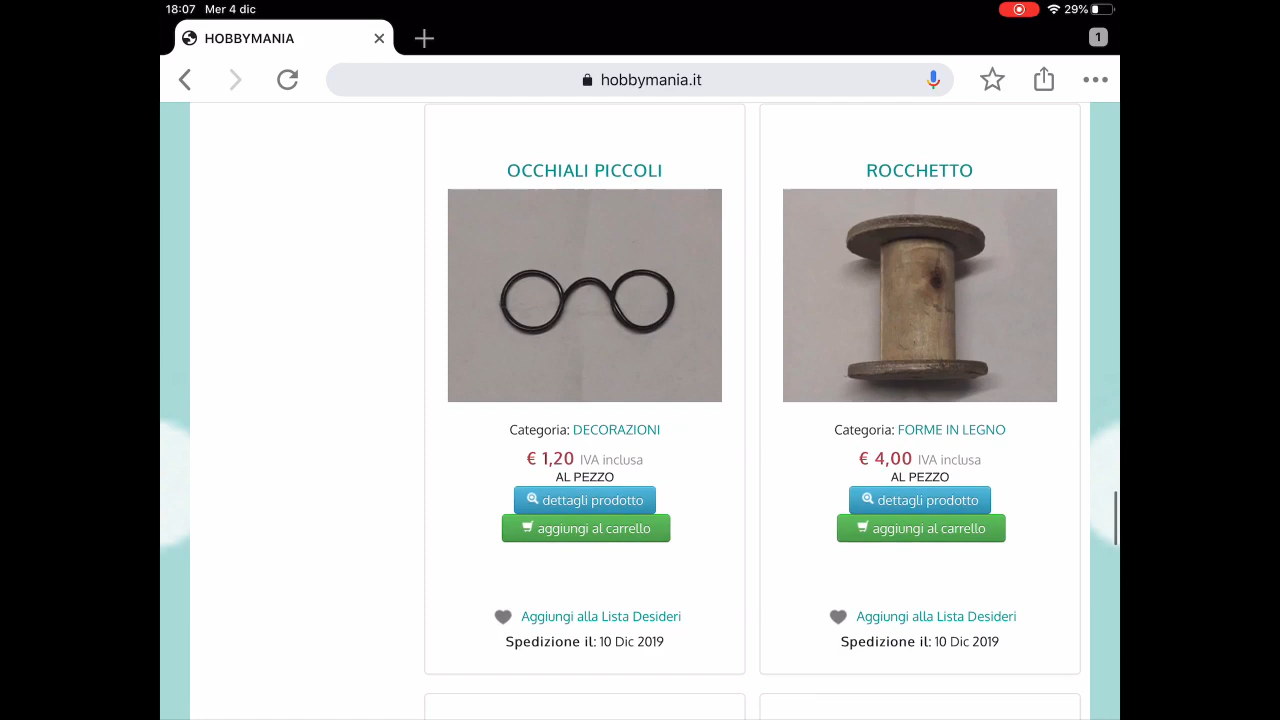 18:07 Mer 4 dic
29%
HOBBYMANIA
1
hobbymania.it
OCCHIALI PICCOLI
Categoria: DECORAZIONI
€ 1,20 IVA inclusa
AL PEZZO
dettagli prodotto
aggiungi al carrello
Aggiungi alla Lista Desideri
Spedizione il: 10 Dic 2019
ROCCHETTO
Categoria: FORME IN LEGNO
€ 4,00 IVA inclusa
AL PEZZO
dettagli prodotto
aggiungi al carrello
Aggiungi alla Lista Desideri
Spedizione il: 10 Dic 2019